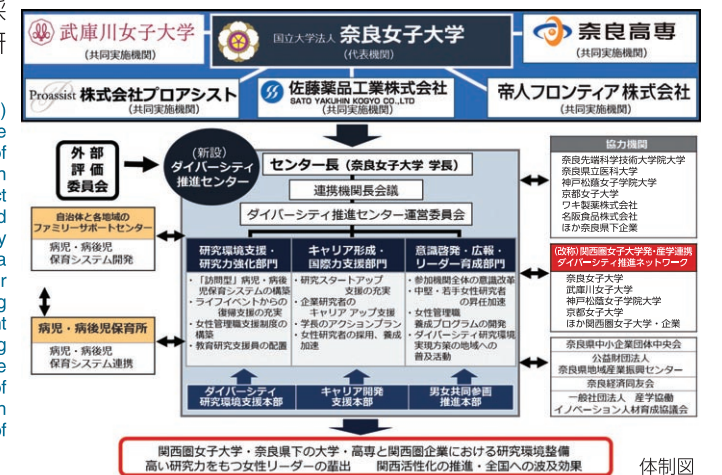 採
研
武庫川女子大学
(共同実施機関)
国立大学法人 奈良女子大学
(代表機関)
奈良高専
(共同実施機関)
Proassist 株式会社プロアシスト
(共同実施機関)
佐藤薬品工業株式会社
SATO YAKUHIN KOGYO CO.,LTD
(共同実施機関)
帝人フロンティア株式会社
(共同実施機関)
)
e
of
n
ct
d
y
a
r
g
nt
g
e
of
n
of
外部
評価
委員会
(新設)
ダイバーシティ
推進センター
センター長(奈良女子大学 学長)
連携機関長会議
ダイバーシティ推進センター運営委員会
自治体と各地域の
ファミリーサポートセンター
病児・病後児
保育システム開発
病児・病後児保育所
病児・病後児
保育システム連携
研究環境支援・
研究力強化部門
・「訪問型」病児・病後
児保育システムの構築
・ライフイベントからの
復帰支援の充実
・女性管理職支援制度の
構築
・教育研究支援員の配置
キャリア形成・
国際力支援部門
・研究スタートアップ
支援の充実
・企業研究者の
キャリアアップ支援
・学長のアクションプラン
・女性研究者の採用、養成
加速
意識啓発・広報・
リーダー育成部門
・参加機関全体の意識改革
・中堅・若手女性研究者
の昇任加速
・女性管理職
養成プログラムの開発
・ダイバーシティ研究環境
実現方策の地域への
普及活動
ダイバーシティ
研究環境支援本部
キャリア開発
支援本部
男女共同参画
推進本部
協力機関
奈良先端科学技術大学院大学
奈良県立医科大学
神戸松蔭女子学院大学
京都女子大学
ワキ製薬株式会社
名阪食品株式会社
ほか奈良県下企業
(改称)関西圏女子大学発・産学連携
ダイバーシティ推進ネットワーク
奈良女子大学
武庫川女子大学
神戸松蔭女子学院大学
京都女子大学
ほか関西圏女子大学・企業
奈良県中小企業団体中央会
公益財団法人
奈良県地域産業振興センター
奈良経済同友会
一般社団法人 産学協働
イノベーション人材育成協議会
関西圏女子大学・奈良県下の大学・高専と関西圏企業における研究環境整備
高い研究力をもつ女性リーダーの輩出 関西活性化の推進・全国への波及効果
体制図